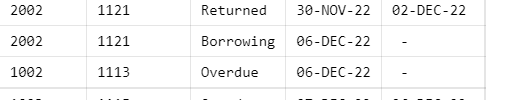 2002 1121 Returned 30-NOV-22 02-DEC-22
2002 1121 Borrowing 06-DEC-22 -
1002 1113 Overdue 06-DEC-22 -